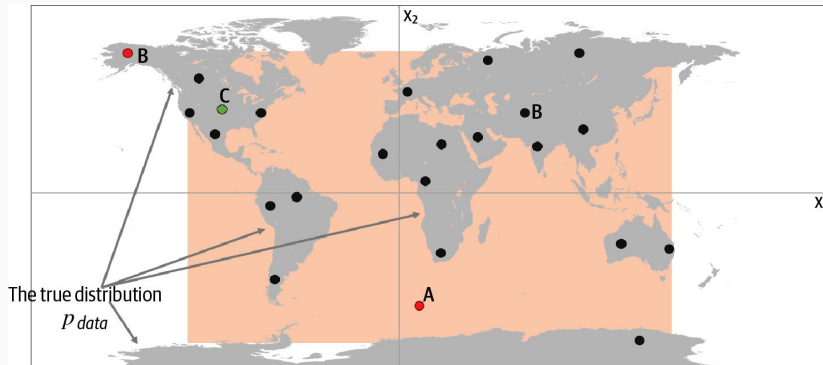 X₂
B
C
B
X
The true distribution
p data
A